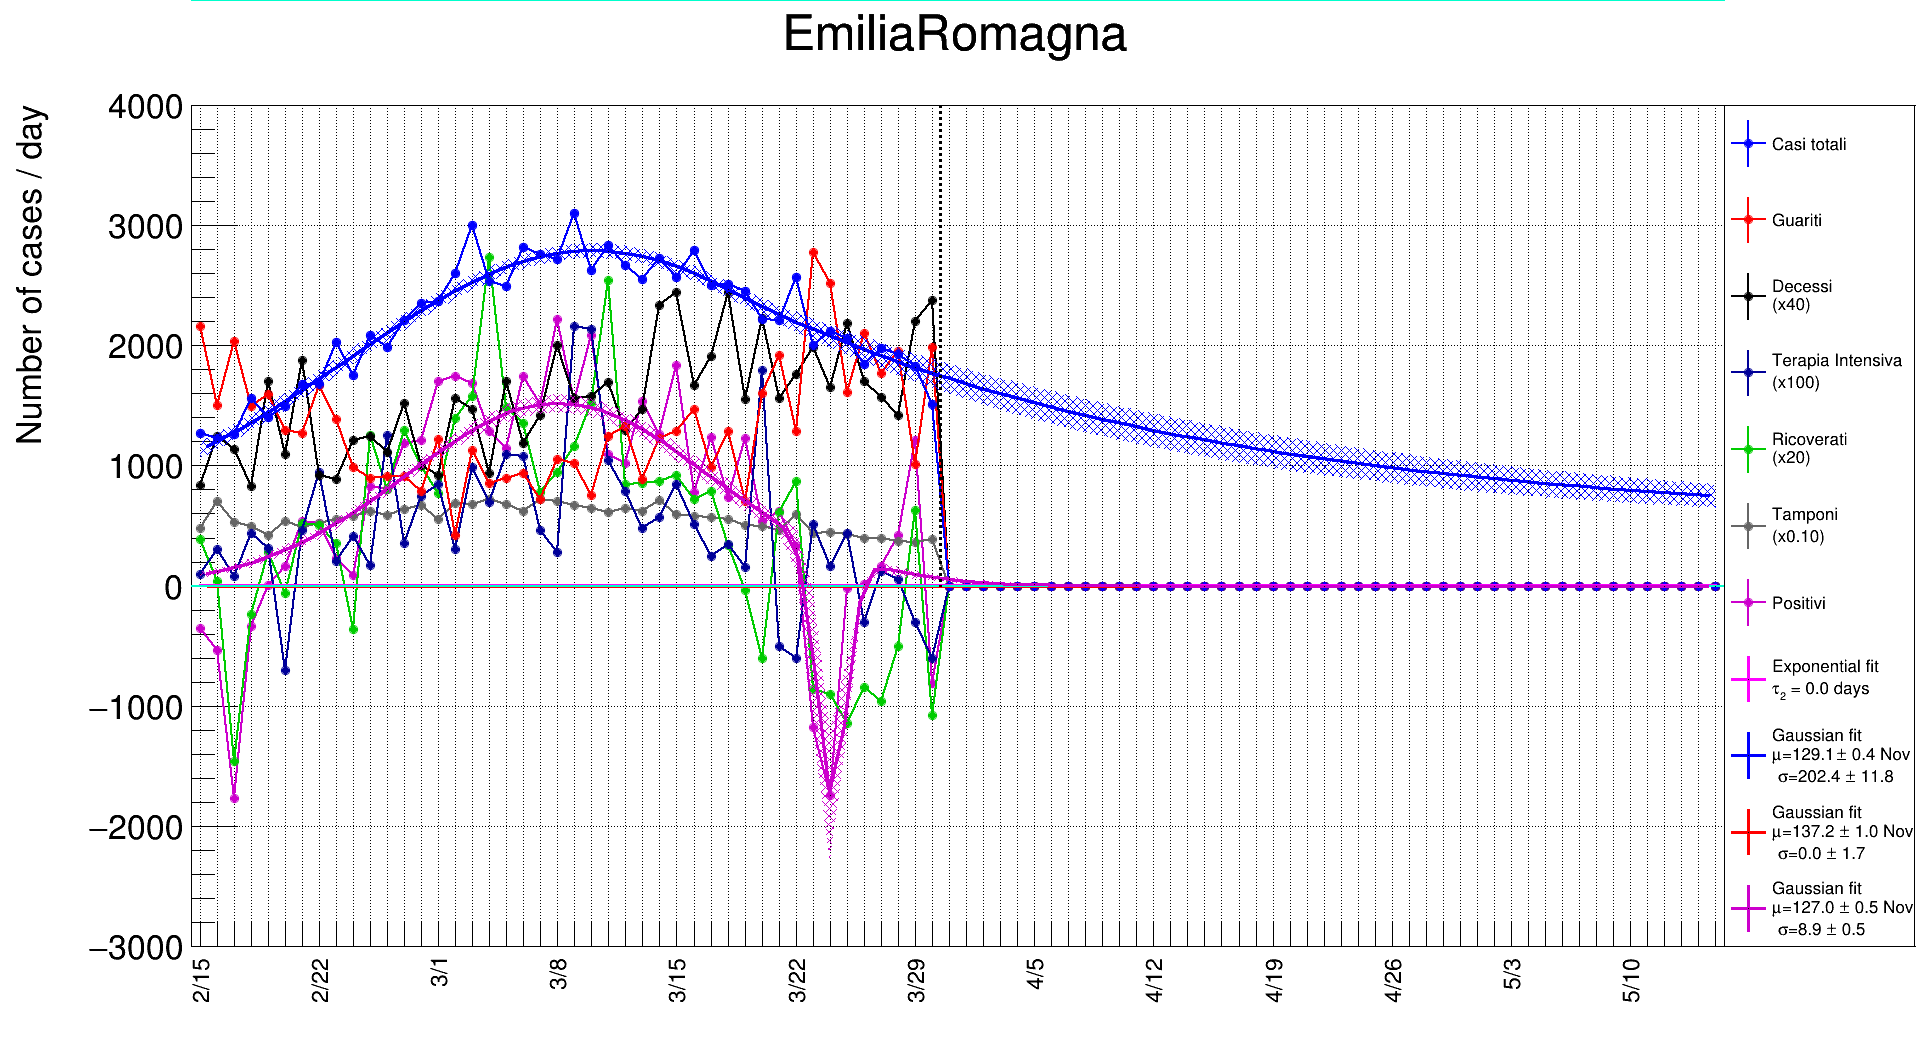 EmiliaRomagna
Number of cases / day
4000
3000
2000
1000
0
−1000
−2000
−3000
2/15
2/22
3/1
3/8
3/15
3/22
3/29
4/5
4/12
4/19
4/26
5/3
5/10
Casi totali
Guariti
Decessi
(x40)
Terapia Intensiva
(x100)
Ricoverati
(x20)
Tamponi
(x0.10)
Positivi
Exponential fit
τ2 = 0.0 days
Gaussian fit
μ=129.1 ± 0.4 Nov
σ=202.4 ± 11.8
Gaussian fit
μ=137.2 ± 1.0 Nov
σ=0.0 ± 1.7
Gaussian fit
μ=127.0 ± 0.5 Nov
σ=8.9 ± 0.5